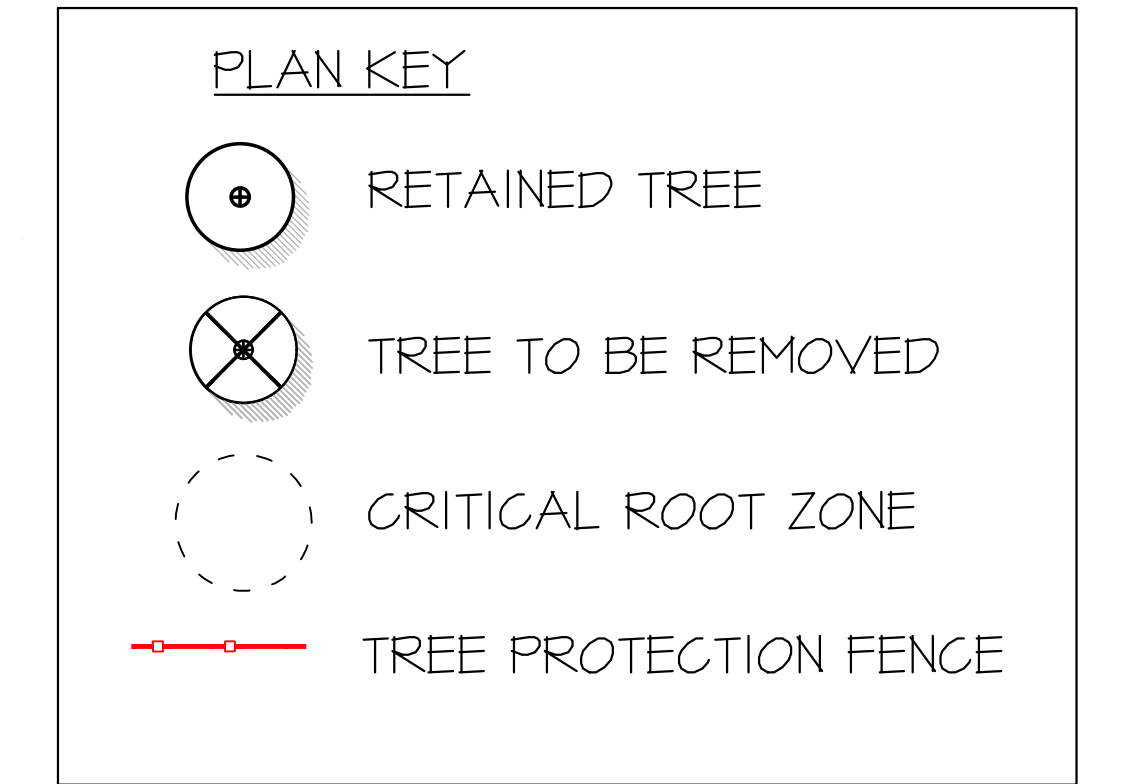 PLAN KEY
RETAINED TREE
TREE TO BE REMOVED
CRITICAL ROOT ZONE
TREE PROTECTION FENCE